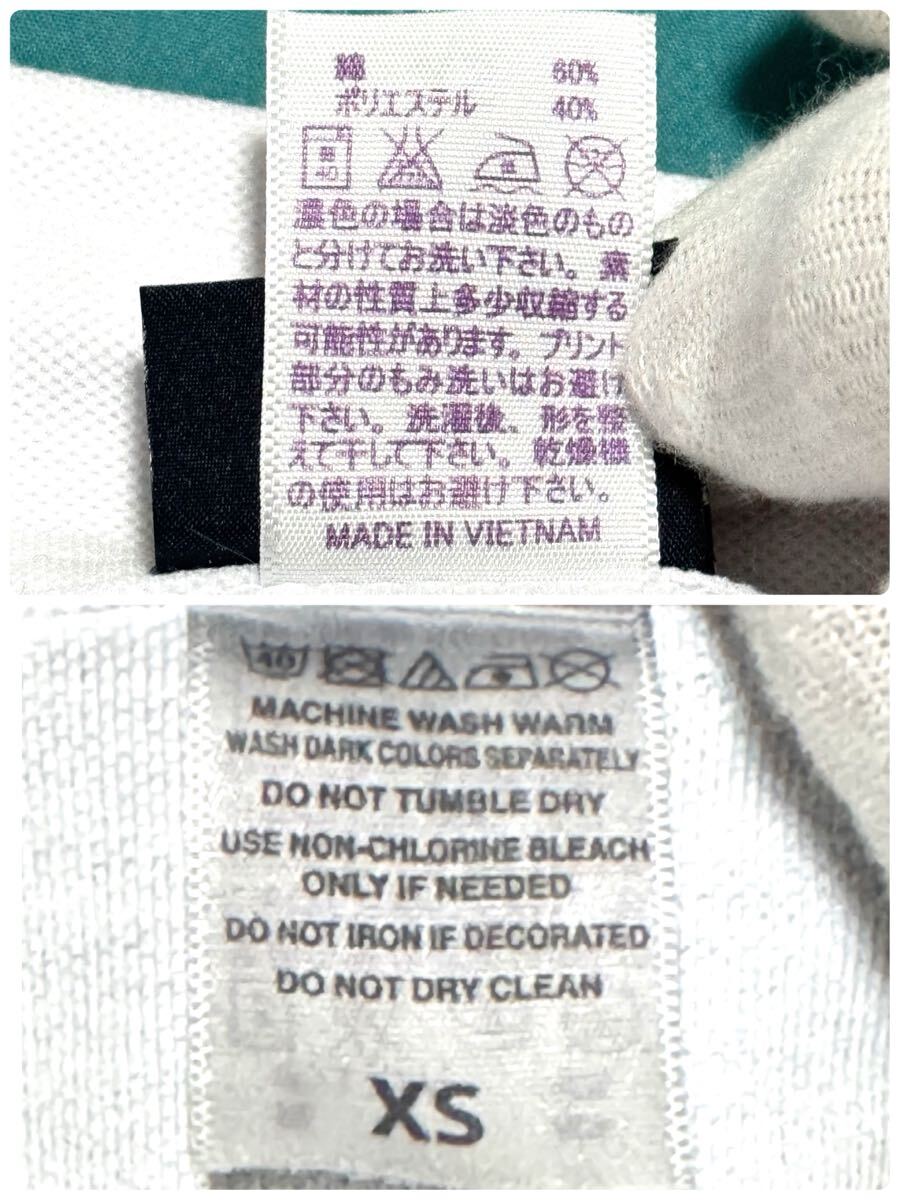 綿 60%
ポリエステル 40%
40
濃色の場合は淡色のもの
と分けてお洗い下さい。素
材の性質上多少収縮する
可能性があります。プリント
部分のもみ洗いはお避け
下さい。洗濯後、形を整
えて干して下さい。乾燥機
の使用はお避け下さい。
MADE IN VIETNAM
40
MACHINE WASH WARM
WASH DARK COLORS SEPARATELY
DO NOT TUMBLE DRY
USE NON-CHLORINE BLEACH
ONLY IF NEEDED
DO NOT IRON IF DECORATED
DO NOT DRY CLEAN
XS